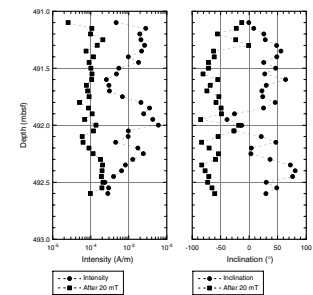 491.0
491.5
492.0
492.5
493.0
Depth (mbsf)
10⁻⁵ 10⁻⁴ 10⁻³ 10⁻²
Intensity (A/m)
-100 -50 0 50 100
Inclination (°)
Intensity
After 20 mT
Inclination
After 20 mT